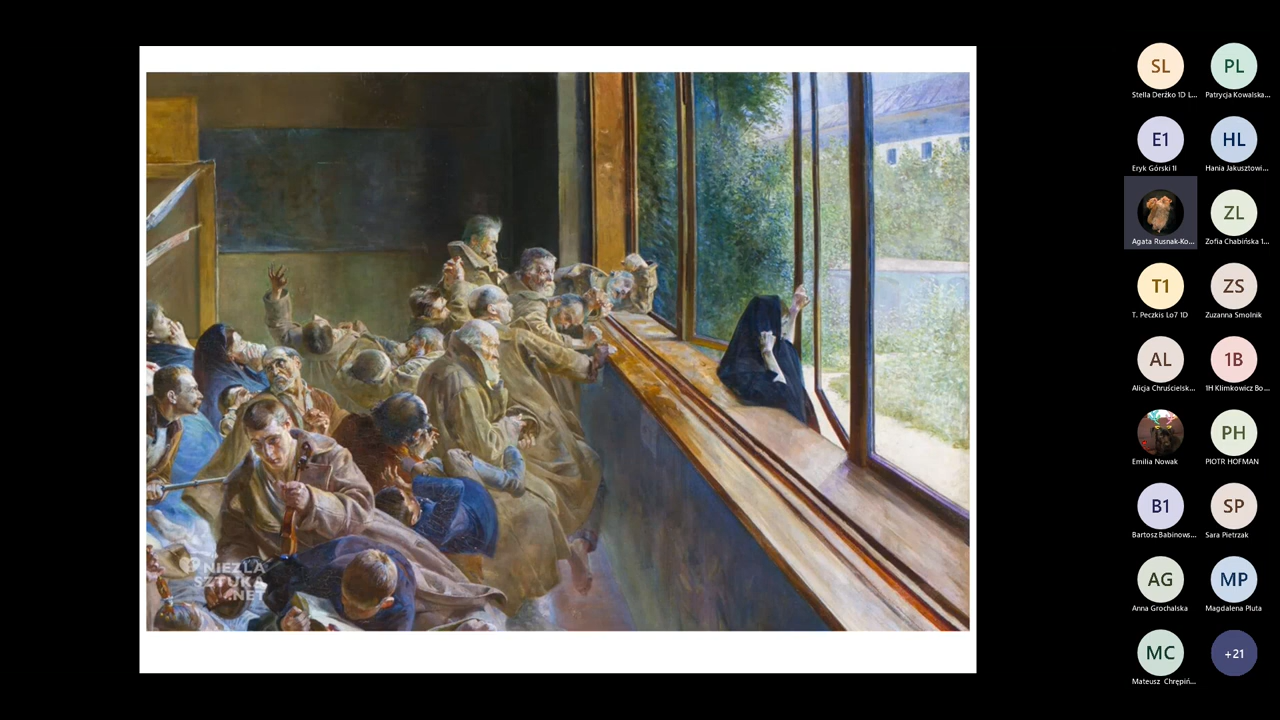 NIEZŁA
SZTUKA
.NET
SL
Stella Derżko 1D L...
PL
Patrycja Kowalska...
E1
Eryk Górski 1I
HL
Hania Jakusztowi...
Agata Rusnak-Ko...
ZL
Zofia Chabińska 1...
T1
T. Peczkis Lo7 1D
ZS
Zuzanna Smolnik
AL
Alicja Chruścielsk...
1B
1H Klimkowicz Bo...
Emilia Nowak
PH
PIOTR HOFMAN
B1
Bartosz Babinows...
SP
Sara Pietrzak
AG
Anna Grochalska
MP
Magdalena Pluta
MC
Mateusz Chrępiń...
+21